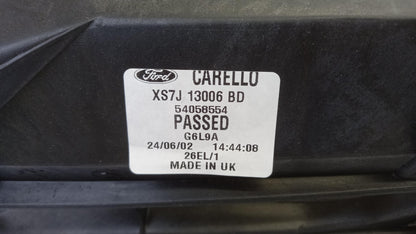 Ford CARELLO
XS7J 13006 BD
54058554
PASSED
G6L9A
24/06/02 14:44:08
26EL/1
MADE IN UK